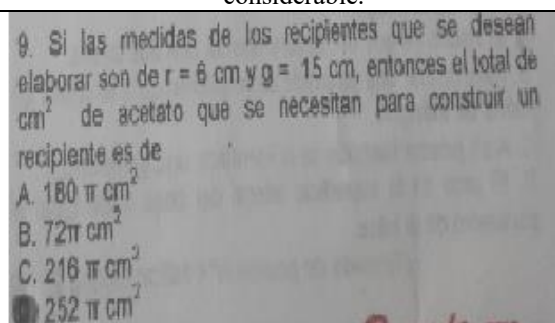 considerable.
9. Si las medidas de los recipientes que se desean
elaborar son de r = 6 cm y g = 15 cm, entonces el total de
cm² de acetato que se necesitan para construir un
recipiente es de
A. 180 π cm²
B. 72π cm²
C. 216 π cm²
252 π cm²